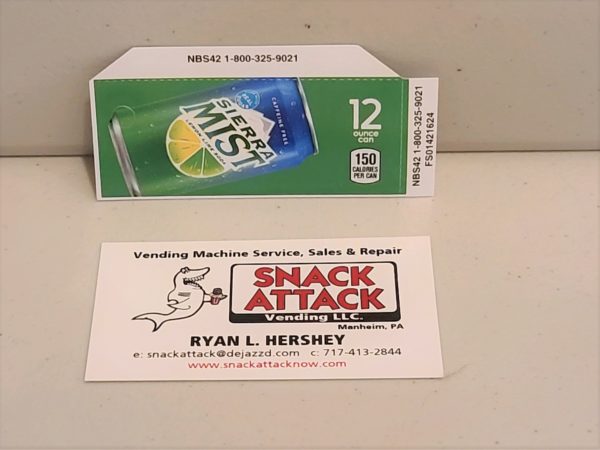 NBS42 1-800-325-9021
CAFFEINE FREE
SIERRA
MIST
12
ounce
can
150
CALORIES
PER CAN
NBS42 1-800-325-9021
FS01421624
Vending Machine Service, Sales & Repair
SNACK
ATTACK
Vending LLC.
Manheim, PA
RYAN L. HERSHEY
e: snackattack@dejazzd.com c: 717-413-2844
www.snackattacknow.com